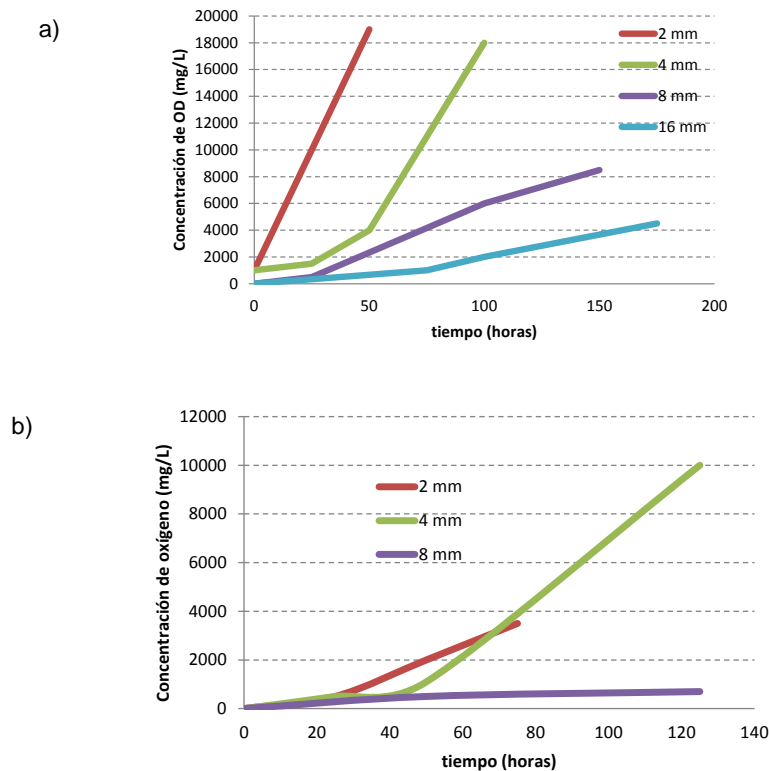 a)
Concentración de OD (mg/L)
20000
18000
16000
14000
12000
10000
8000
6000
4000
2000
0
2 mm
4 mm
8 mm
16 mm
0 50 100 150 200
tiempo (horas)
b)
Concentración de oxígeno (mg/L)
12000
10000
8000
6000
4000
2000
0
2 mm
4 mm
8 mm
0 20 40 60 80 100 120 140
tiempo (horas)